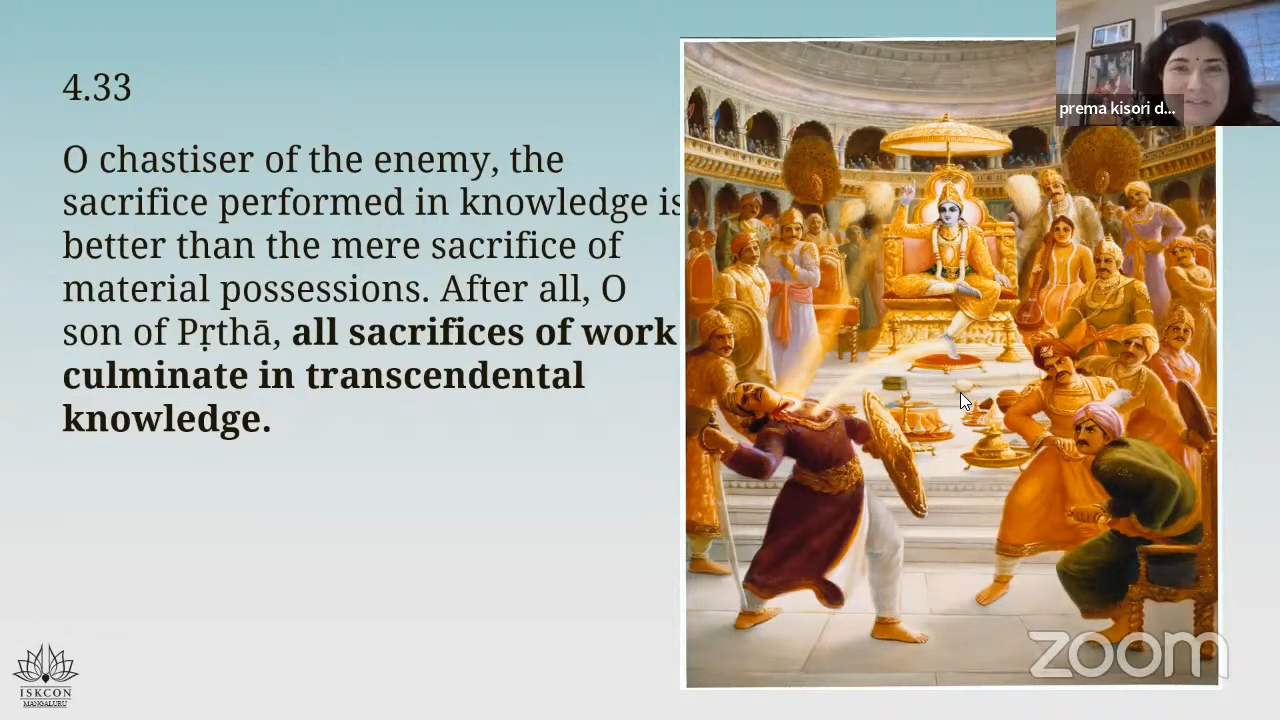 4.33
O chastiser of the enemy, the
sacrifice performed in knowledge is
better than the mere sacrifice of
material possessions. After all, O
son of Pṛthā, all sacrifices of work
culminate in transcendental
knowledge.
prema kisori d...
zoom
ISKCON
MANGALURU